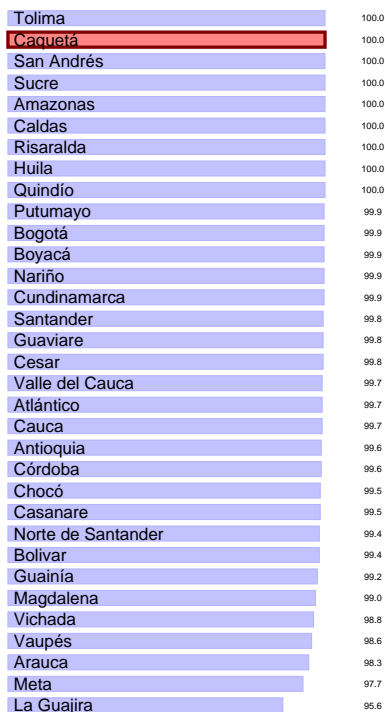 Tolima 100.0
Caquetá 100.0
San Andrés 100.0
Sucre 100.0
Amazonas 100.0
Caldas 100.0
Risaralda 100.0
Huila 100.0
Quindío 100.0
Putumayo 99.9
Bogotá 99.9
Boyacá 99.9
Nariño 99.9
Cundinamarca 99.9
Santander 99.8
Guaviare 99.8
Cesar 99.8
Valle del Cauca 99.7
Atlántico 99.7
Cauca 99.7
Antioquia 99.6
Córdoba 99.6
Chocó 99.5
Casanare 99.5
Norte de Santander 99.4
Bolivar 99.4
Guainía 99.2
Magdalena 99.0
Vichada 98.8
Vaupés 98.6
Arauca 98.3
Meta 97.7
La Guajira 95.6